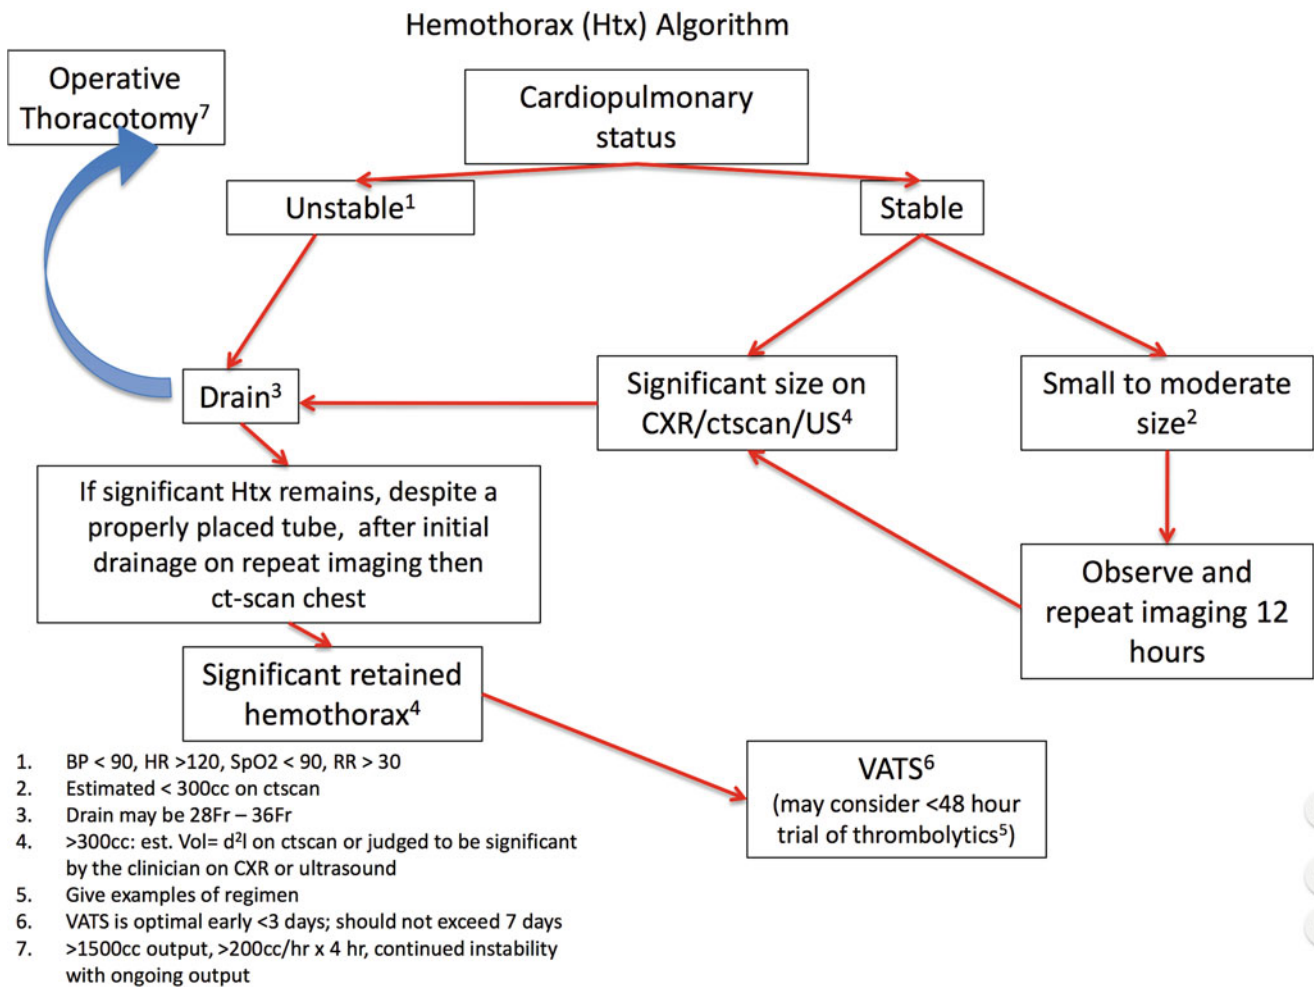 Hemothorax (Htx) Algorithm
Operative
Thoracotomy⁷
Cardiopulmonary
status
Unstable¹
Stable
Drain³
Significant size on
CXR/ctscan/US⁴
Small to moderate
size²
If significant Htx remains, despite a
properly placed tube, after initial
drainage on repeat imaging then
ct-scan chest
Observe and
repeat imaging 12
hours
Significant retained
hemothorax⁴
VATS⁶
(may consider <48 hour
trial of thrombolytics⁵)
1. BP < 90, HR >120, SpO2 < 90, RR > 30
2. Estimated < 300cc on ctscan
3. Drain may be 28Fr – 36Fr
4. >300cc: est. Vol= d²l on ctscan or judged to be significant
by the clinician on CXR or ultrasound
5. Give examples of regimen
6. VATS is optimal early <3 days; should not exceed 7 days
7. >1500cc output, >200cc/hr x 4 hr, continued instability
with ongoing output